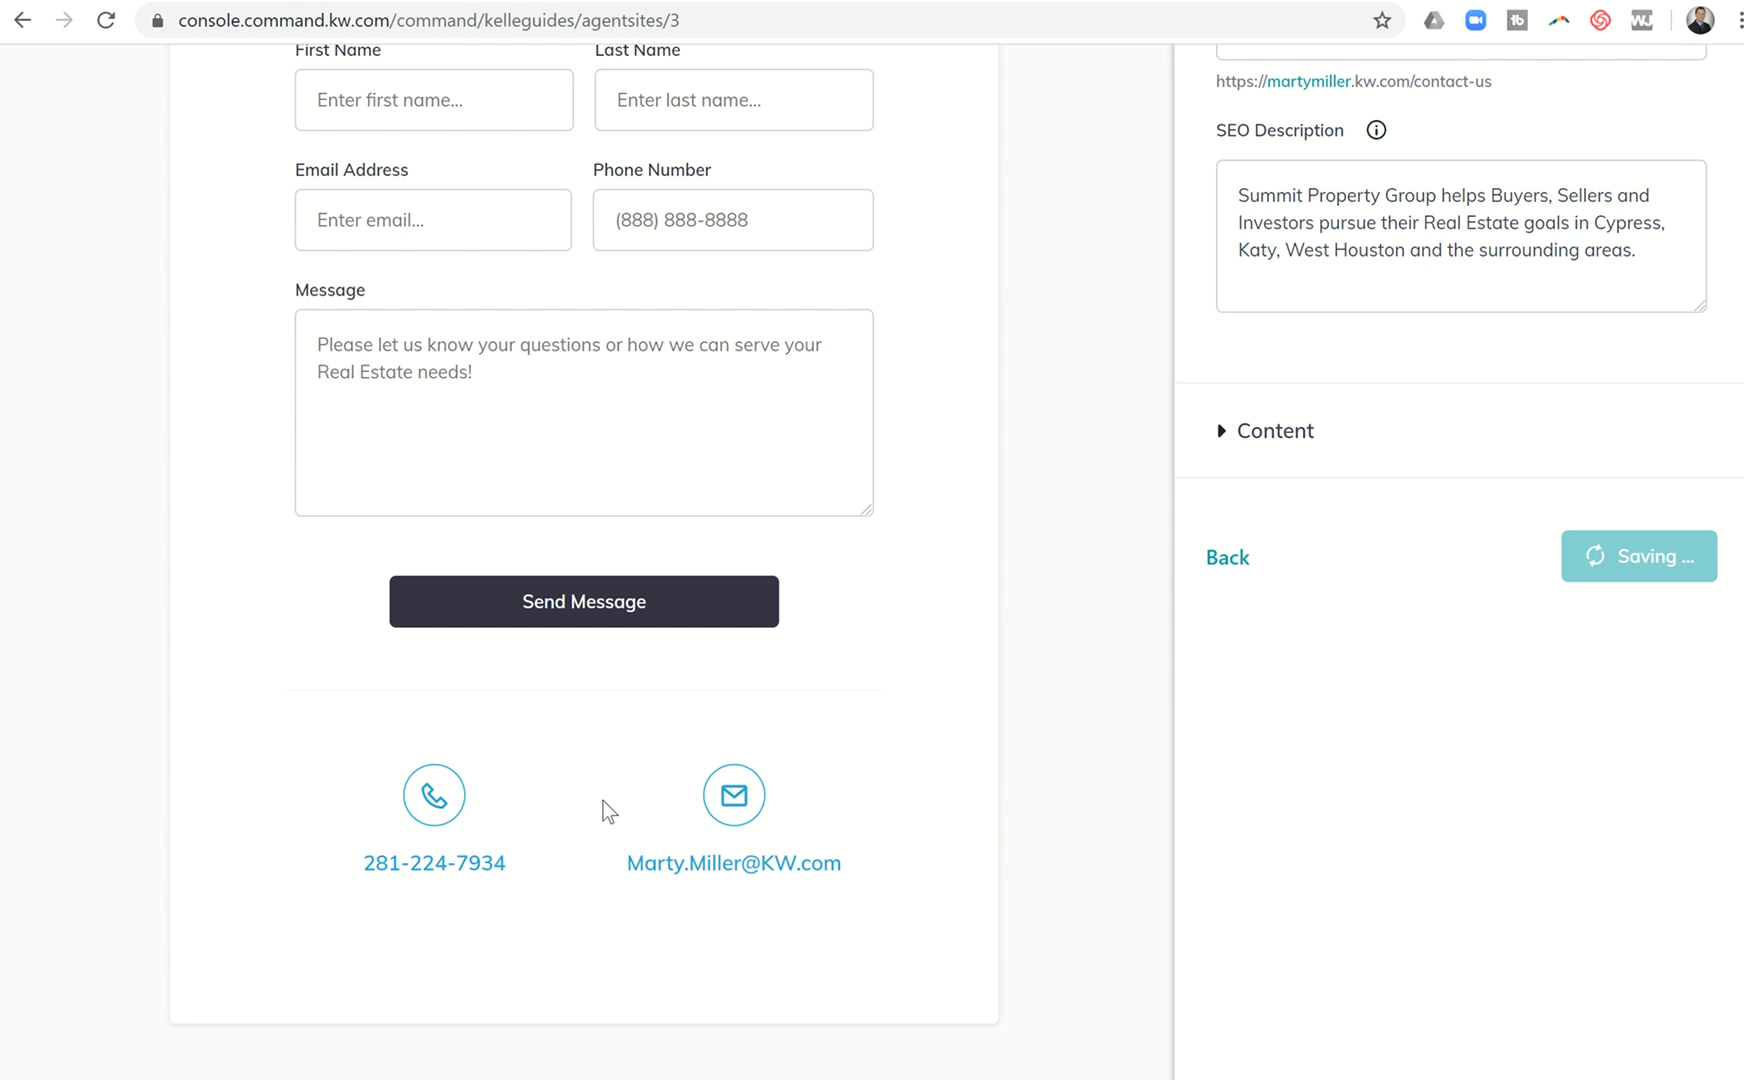 console.command.kw.com/command/kelleguides/agentsites/3
First Name
Last Name
Enter first name...
Enter last name...
Email Address
Phone Number
Enter email...
(888) 888-8888
Message
Please let us know your questions or how we can serve your
Real Estate needs!
Send Message
281-224-7934
Marty.Miller@KW.com
https://martymiller.kw.com/contact-us
SEO Description
Summit Property Group helps Buyers, Sellers and
Investors pursue their Real Estate goals in Cypress,
Katy, West Houston and the surrounding areas.
Content
Back
Saving ...